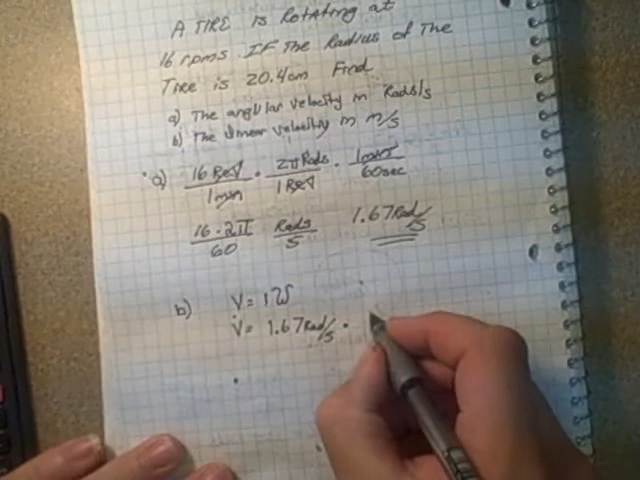 A TIRE is Rotating at
16 rpms. IF the Radius of The
Tire is 20.4cm Find
a) The angular velocity in Rads/s
b) The linear velocity in m/s
a) 16 Rev/1min · 2π Rads/1 Rev · 1min/60sec
16 · 2π/60 Rads/s 1.67 Rad/s
b) V = rω
V = 1.67 Rad/s ·